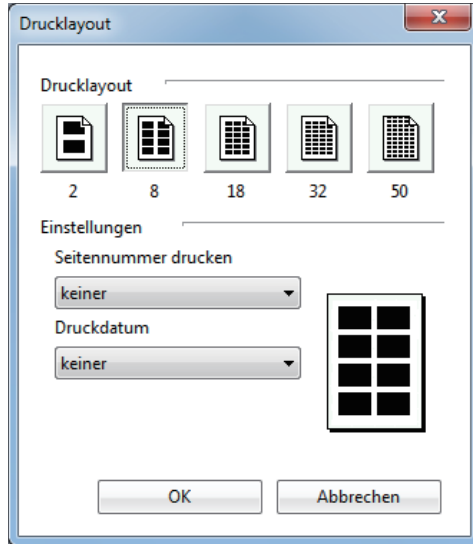 Drucklayout
Drucklayout
2 8 18 32 50
Einstellungen
Seitennummer drucken
keiner
Druckdatum
keiner
OK Abbrechen